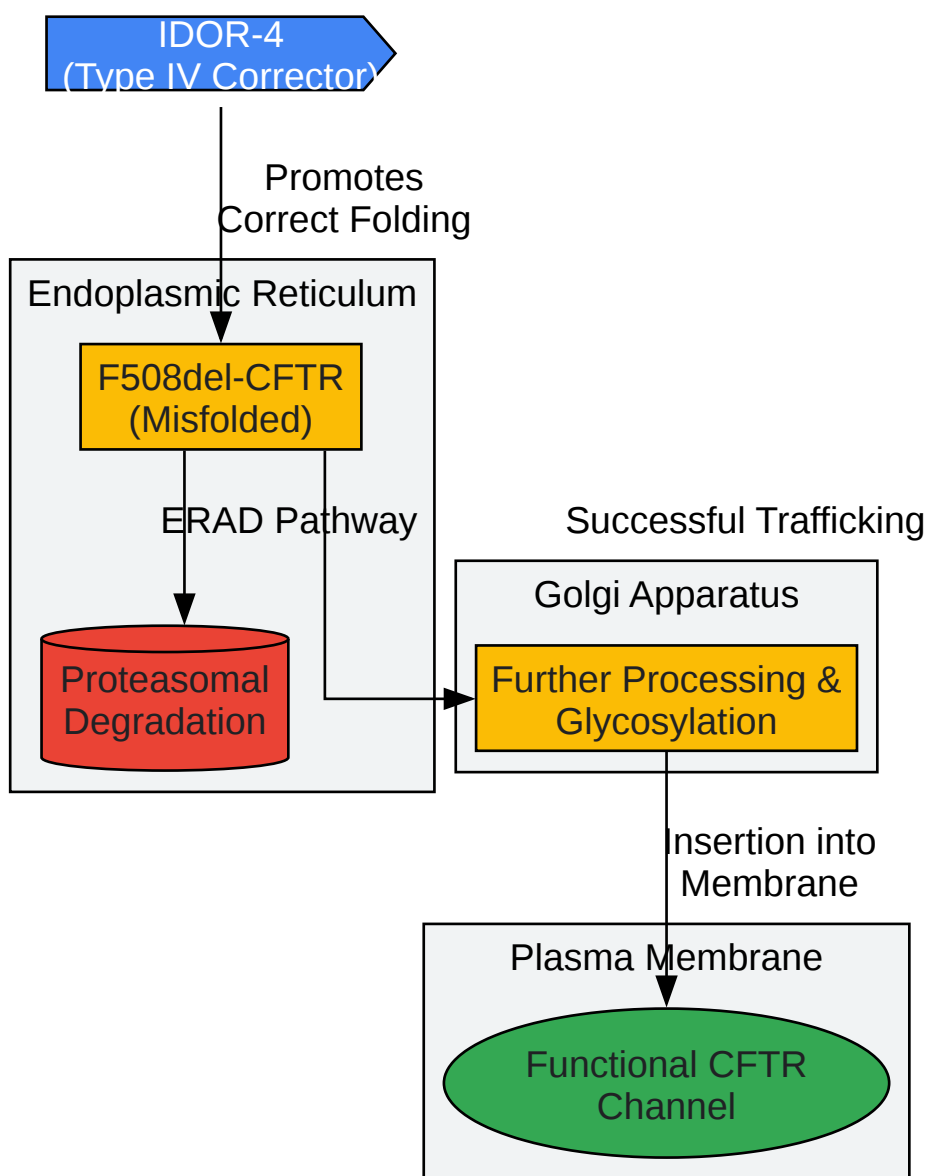 IDOR-4
(Type IV Corrector)
Promotes
Correct Folding
Endoplasmic Reticulum
F508del-CFTR
(Misfolded)
ERAD Pathway
Successful Trafficking
Golgi Apparatus
Proteasomal
Degradation
Further Processing &
Glycosylation
Insertion into
Membrane
Plasma Membrane
Functional CFTR
Channel